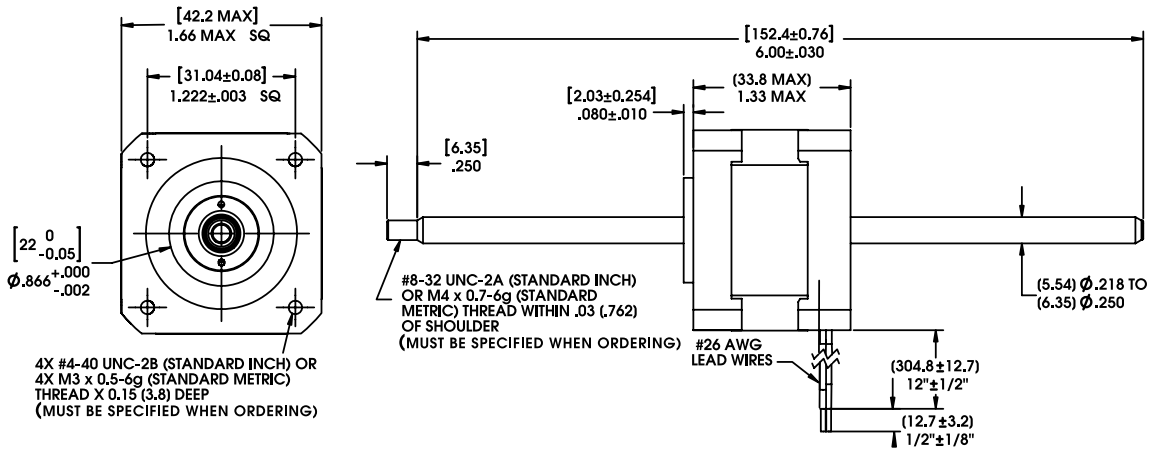 [42.2 MAX]
1.66 MAX SQ
[31.04±0.08]
1.222±.003 SQ
[22 0 -0.05]
Ø.866 +.000 -.002
4X #4-40 UNC-2B (STANDARD INCH) OR
4X M3 x 0.5-6g (STANDARD METRIC)
THREAD X 0.15 (3.8) DEEP
(MUST BE SPECIFIED WHEN ORDERING)
[152.4±0.76]
6.00±.030
(33.8 MAX)
1.33 MAX
[2.03±0.254]
.080±.010
[6.35]
.250
#8-32 UNC-2A (STANDARD INCH)
OR M4 x 0.7-6g (STANDARD
METRIC) THREAD WITHIN .03 (.762)
OF SHOULDER
(MUST BE SPECIFIED WHEN ORDERING)
#26 AWG
LEAD WIRES
(5.54) Ø.218 TO
(6.35) Ø.250
(304.8±12.7)
12"±1/2"
(12.7±3.2)
1/2"±1/8"